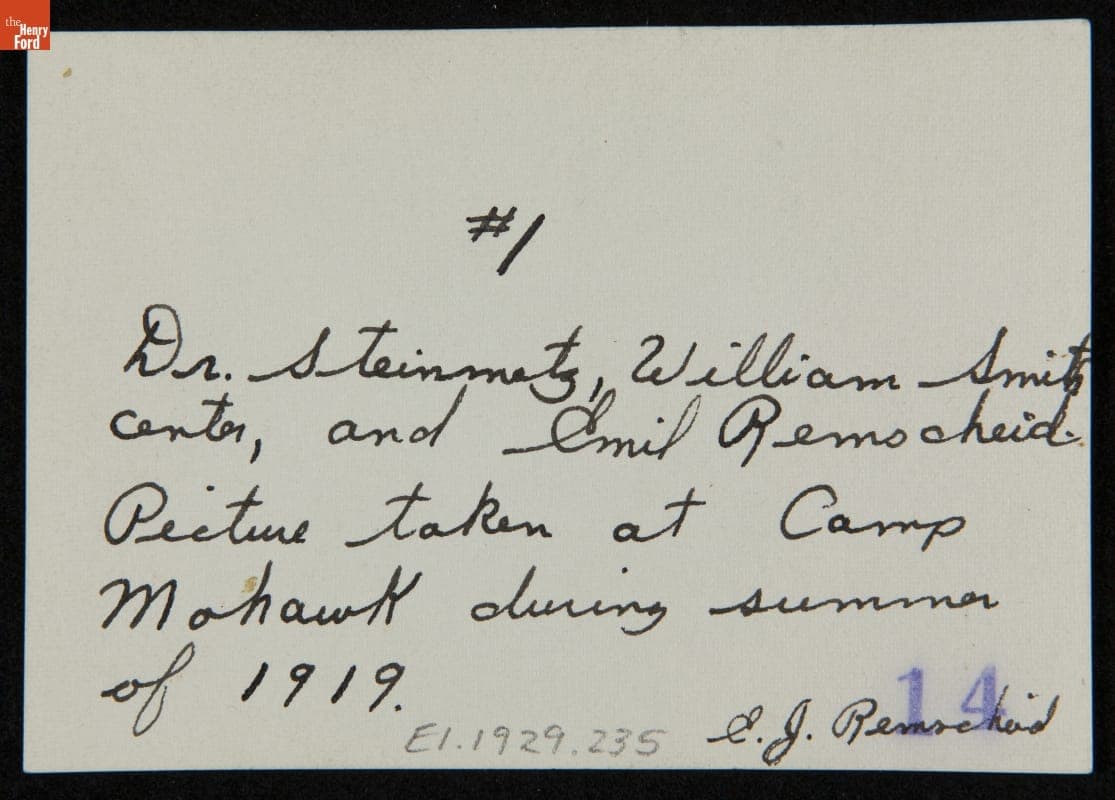 the
Henry
Ford
#1
Dr. Steinmetz, William Smith
center, and Emil Remscheid.
Picture taken at Camp
Mohawk during summer
of 1919.
14
E. J. Remscheid
EI.1929.235